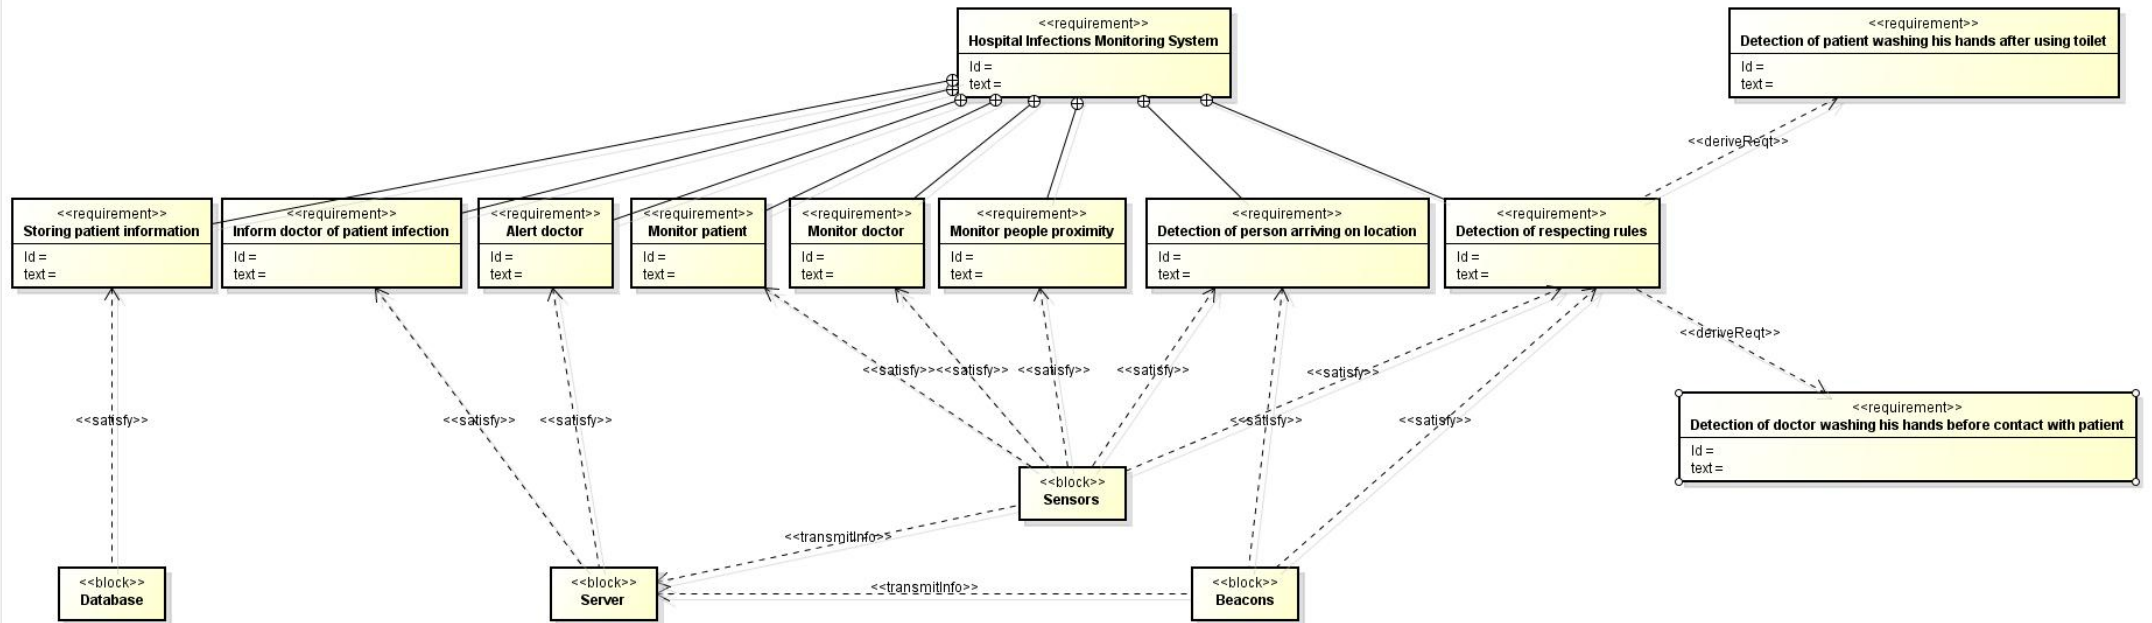 <<requirement>>
Hospital Infections Monitoring System
Id =
text =
<<requirement>>
Detection of patient washing his hands after using toilet
Id =
text =
<<deriveReqt>>
<<requirement>>
Storing patient information
Id =
text =
<<requirement>>
Inform doctor of patient infection
Id =
text =
<<requirement>>
Alert doctor
Id =
text =
<<requirement>>
Monitor patient
Id =
text =
<<requirement>>
Monitor doctor
Id =
text =
<<requirement>>
Monitor people proximity
Id =
text =
<<requirement>>
Detection of person arriving on location
Id =
text =
<<requirement>>
Detection of respecting rules
Id =
text =
<<deriveReqt>>
<<satisfy>>
<<satisfy>>
<<satisfy>>
<<satisfy>>
<<satisfy>>
<<satisfy>>
<<satisfy>>
<<satisfy>>
<<satisfy>>
<<satisfy>>
<<requirement>>
Detection of doctor washing his hands before contact with patient
Id =
text =
<<block>>
Sensors
<<transmitInfo>>
<<transmitInfo>>
<<block>>
Database
<<block>>
Server
<<block>>
Beacons